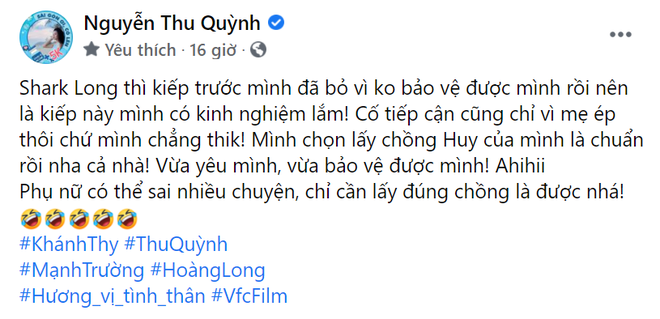 Nguyễn Thu Quỳnh
Yêu thích · 16 giờ ·
Shark Long thì kiếp trước mình đã bỏ vì ko bảo vệ được mình rồi nên
là kiếp này mình có kinh nghiệm lắm! Cố tiếp cận cũng chỉ vì mẹ ép
thôi chứ mình chẳng thik! Mình chọn lấy chồng Huy của mình là chuẩn
rồi nha cả nhà! Vừa yêu mình, vừa bảo vệ được mình! Ahihii
Phụ nữ có thể sai nhiều chuyện, chỉ cần lấy đúng chồng là được nhá!
🤣🤣🤣🤣🤣
#KhánhThy #ThuQuỳnh
#MạnhTrường #HoàngLong
#Hương_vị_tình_thân #VfcFilm